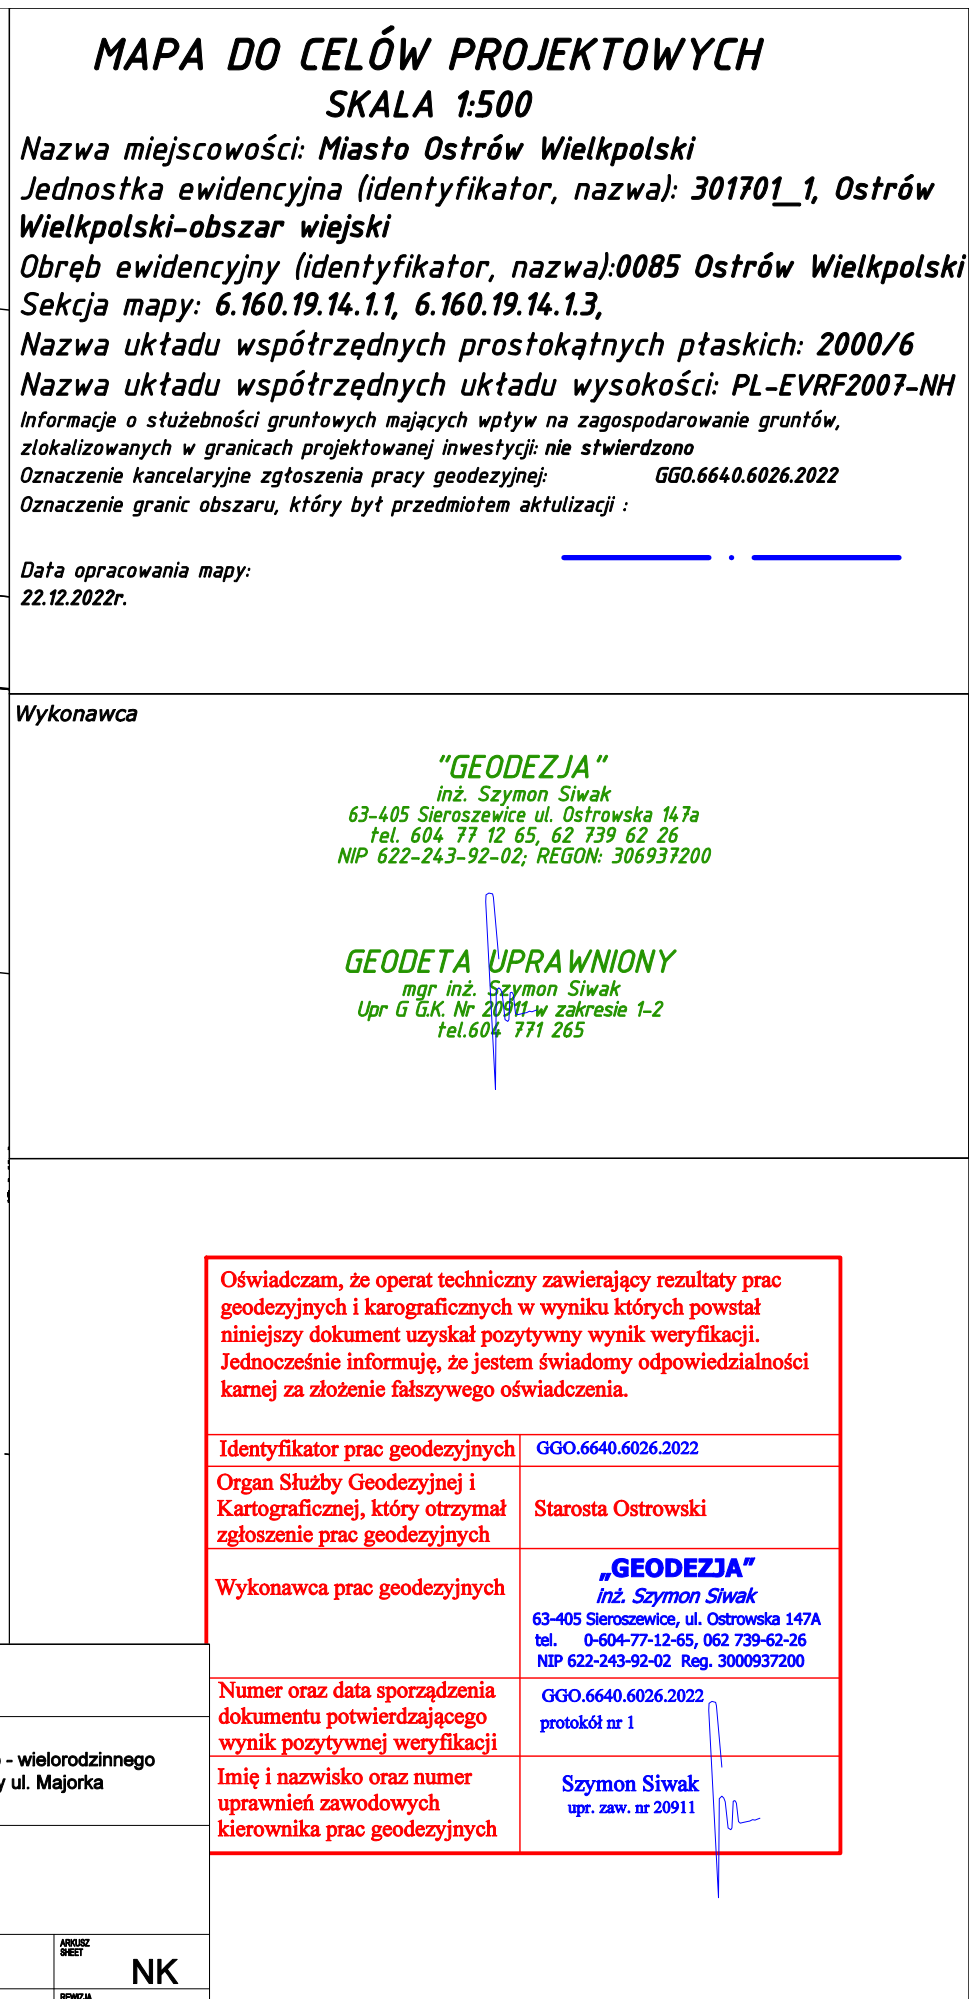 MAPA DO CELÓW PROJEKTOWYCH
SKALA 1:500
Nazwa miejscowości: Miasto Ostrów Wielkpolski
Jednostka ewidencyjna (identyfikator, nazwa): 301701_1, Ostrów
Wielkpolski-obszar wiejski
Obręb ewidencyjny (identyfikator, nazwa):0085 Ostrów Wielkpolski
Sekcja mapy: 6.160.19.14.1.1, 6.160.19.14.1.3,
Nazwa układu współrzędnych prostokątnych płaskich: 2000/6
Nazwa układu współrzędnych układu wysokości: PL-EVRF2007-NH
Informacje o służebności gruntowych mających wpływ na zagospodarowanie gruntów,
zlokalizowanych w granicach projektowanej inwestycji: nie stwierdzono
Oznaczenie kancelaryjne zgłoszenia pracy geodezyjnej: GGO.6640.6026.2022
Oznaczenie granic obszaru, który był przedmiotem aktulizacji :
Data opracowania mapy:
22.12.2022r.
Wykonawca
"GEODEZJA"
inż. Szymon Siwak
63-405 Sieroszewice ul. Ostrowska 147a
tel. 604 77 12 65, 62 739 62 26
NIP 622-243-92-02; REGON: 306937200
GEODETA UPRAWNIONY
mgr inż. Szymon Siwak
Upr G G.K. Nr 20911 w zakresie 1-2
tel.604 771 265
Oświadczam, że operat techniczny zawierający rezultaty prac
geodezyjnych i karograficznych w wyniku których powstał
niniejszy dokument uzyskał pozytywny wynik weryfikacji.
Jednocześnie informuję, że jestem świadomy odpowiedzialności
karnej za złożenie fałszywego oświadczenia.
Identyfikator prac geodezyjnych GGO.6640.6026.2022
Organ Służby Geodezyjnej i
Kartograficznej, który otrzymał
zgłoszenie prac geodezyjnych
Starosta Ostrowski
Wykonawca prac geodezyjnych
„GEODEZJA”
inż. Szymon Siwak
63-405 Sieroszewice, ul. Ostrowska 147A
tel. 0-604-77-12-65, 062 739-62-26
NIP 622-243-92-02 Reg. 3000937200
Numer oraz data sporządzenia
dokumentu potwierdzającego
wynik pozytywnej weryfikacji
GGO.6640.6026.2022
protokół nr 1
Imię i nazwisko oraz numer
uprawnień zawodowych
kierownika prac geodezyjnych
Szymon Siwak
upr. zaw. nr 20911
- wielorodzinnego
y ul. Majorka
ARKUSZ
SHEET
NK
REWIZJA